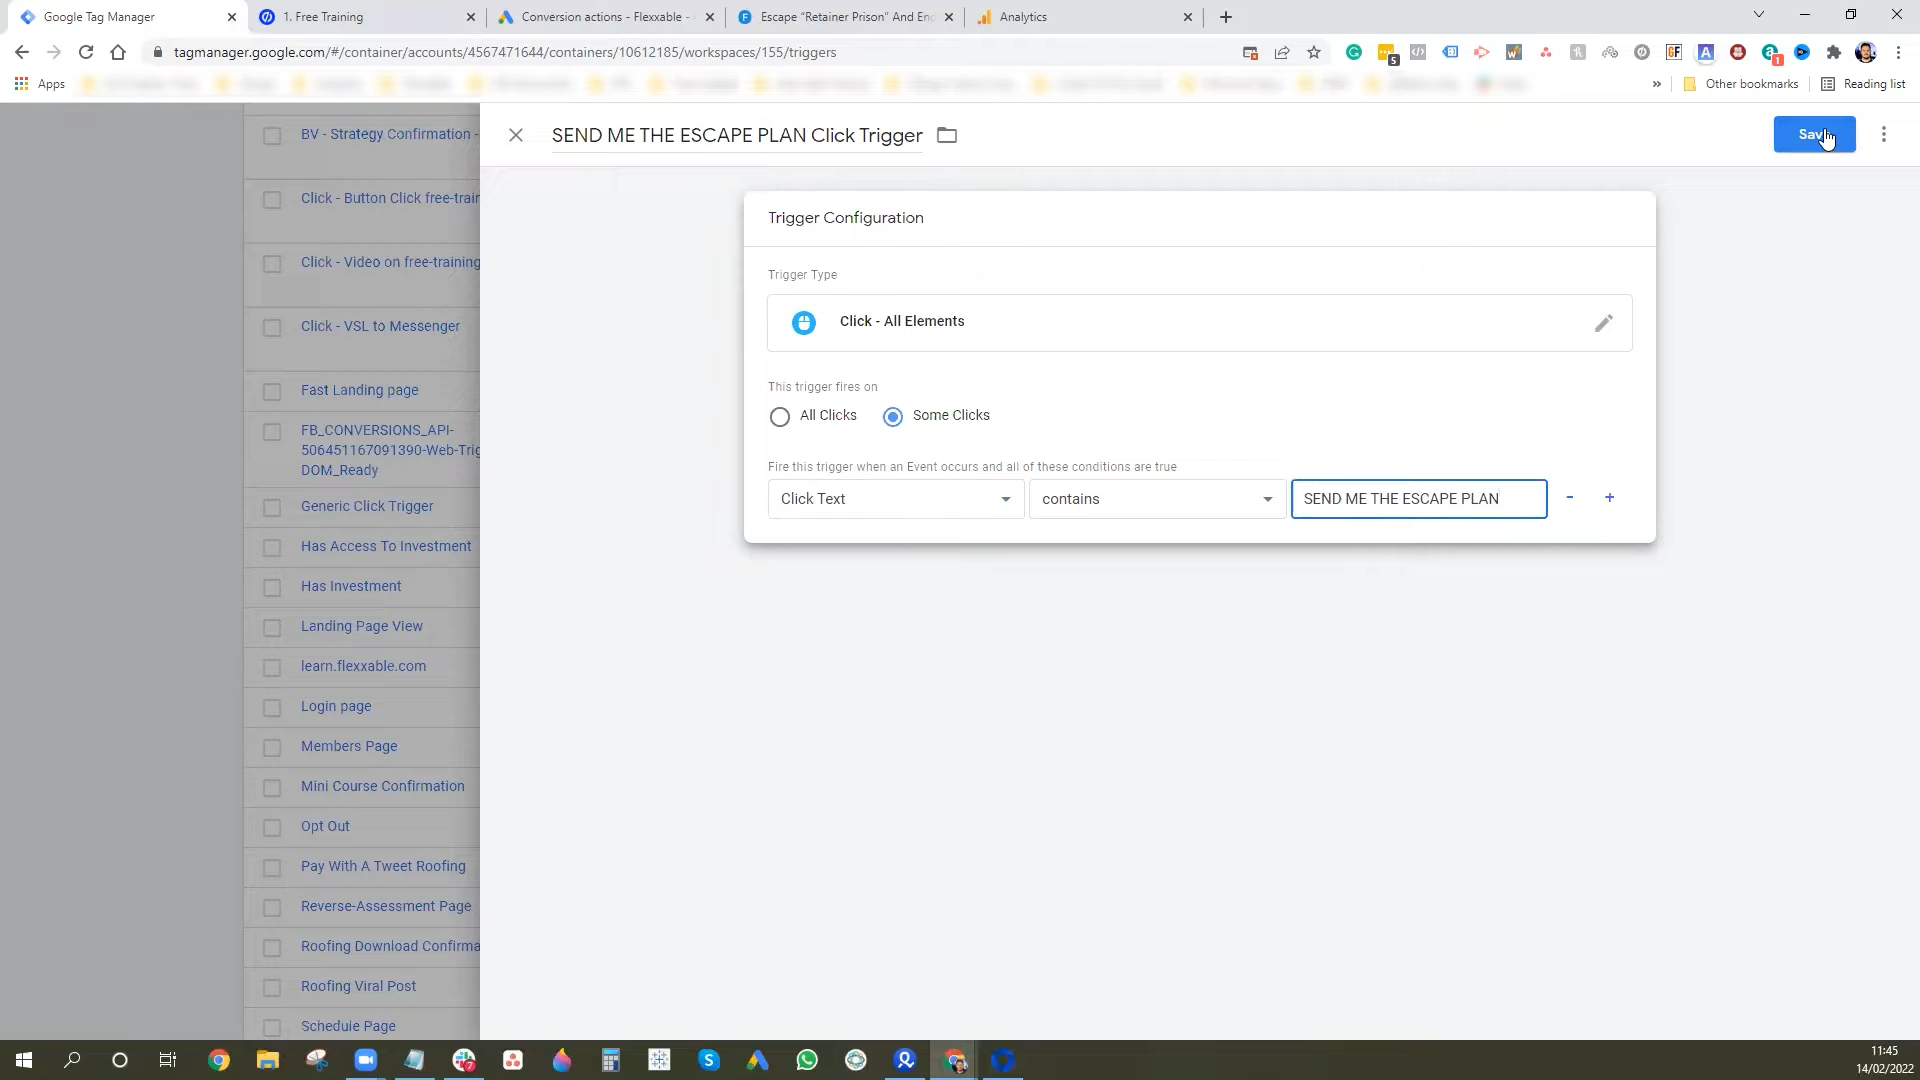 Google Tag Manager
1. Free Training
Conversion actions - Flexxable -
Escape “Retainer Prison” And End
Analytics
tagmanager.google.com/#/container/accounts/4567471644/containers/10612185/workspaces/155/triggers
Apps
Other bookmarks
Reading list
BV - Strategy Confirmation -
SEND ME THE ESCAPE PLAN Click Trigger
Save
Click - Button Click free-train
Click - Video on free-training
Click - VSL to Messenger
Fast Landing page
FB_CONVERSIONS_API-
506451167091390-Web-Trig
DOM_Ready
Generic Click Trigger
Has Access To Investment
Has Investment
Landing Page View
learn.flexxable.com
Login page
Members Page
Mini Course Confirmation
Opt Out
Pay With A Tweet Roofing
Reverse-Assessment Page
Roofing Download Confirma
Roofing Viral Post
Schedule Page
Trigger Configuration
Trigger Type
Click - All Elements
This trigger fires on
All Clicks
Some Clicks
Fire this trigger when an Event occurs and all of these conditions are true
Click Text
contains
SEND ME THE ESCAPE PLAN
- +
11:45
14/02/2022